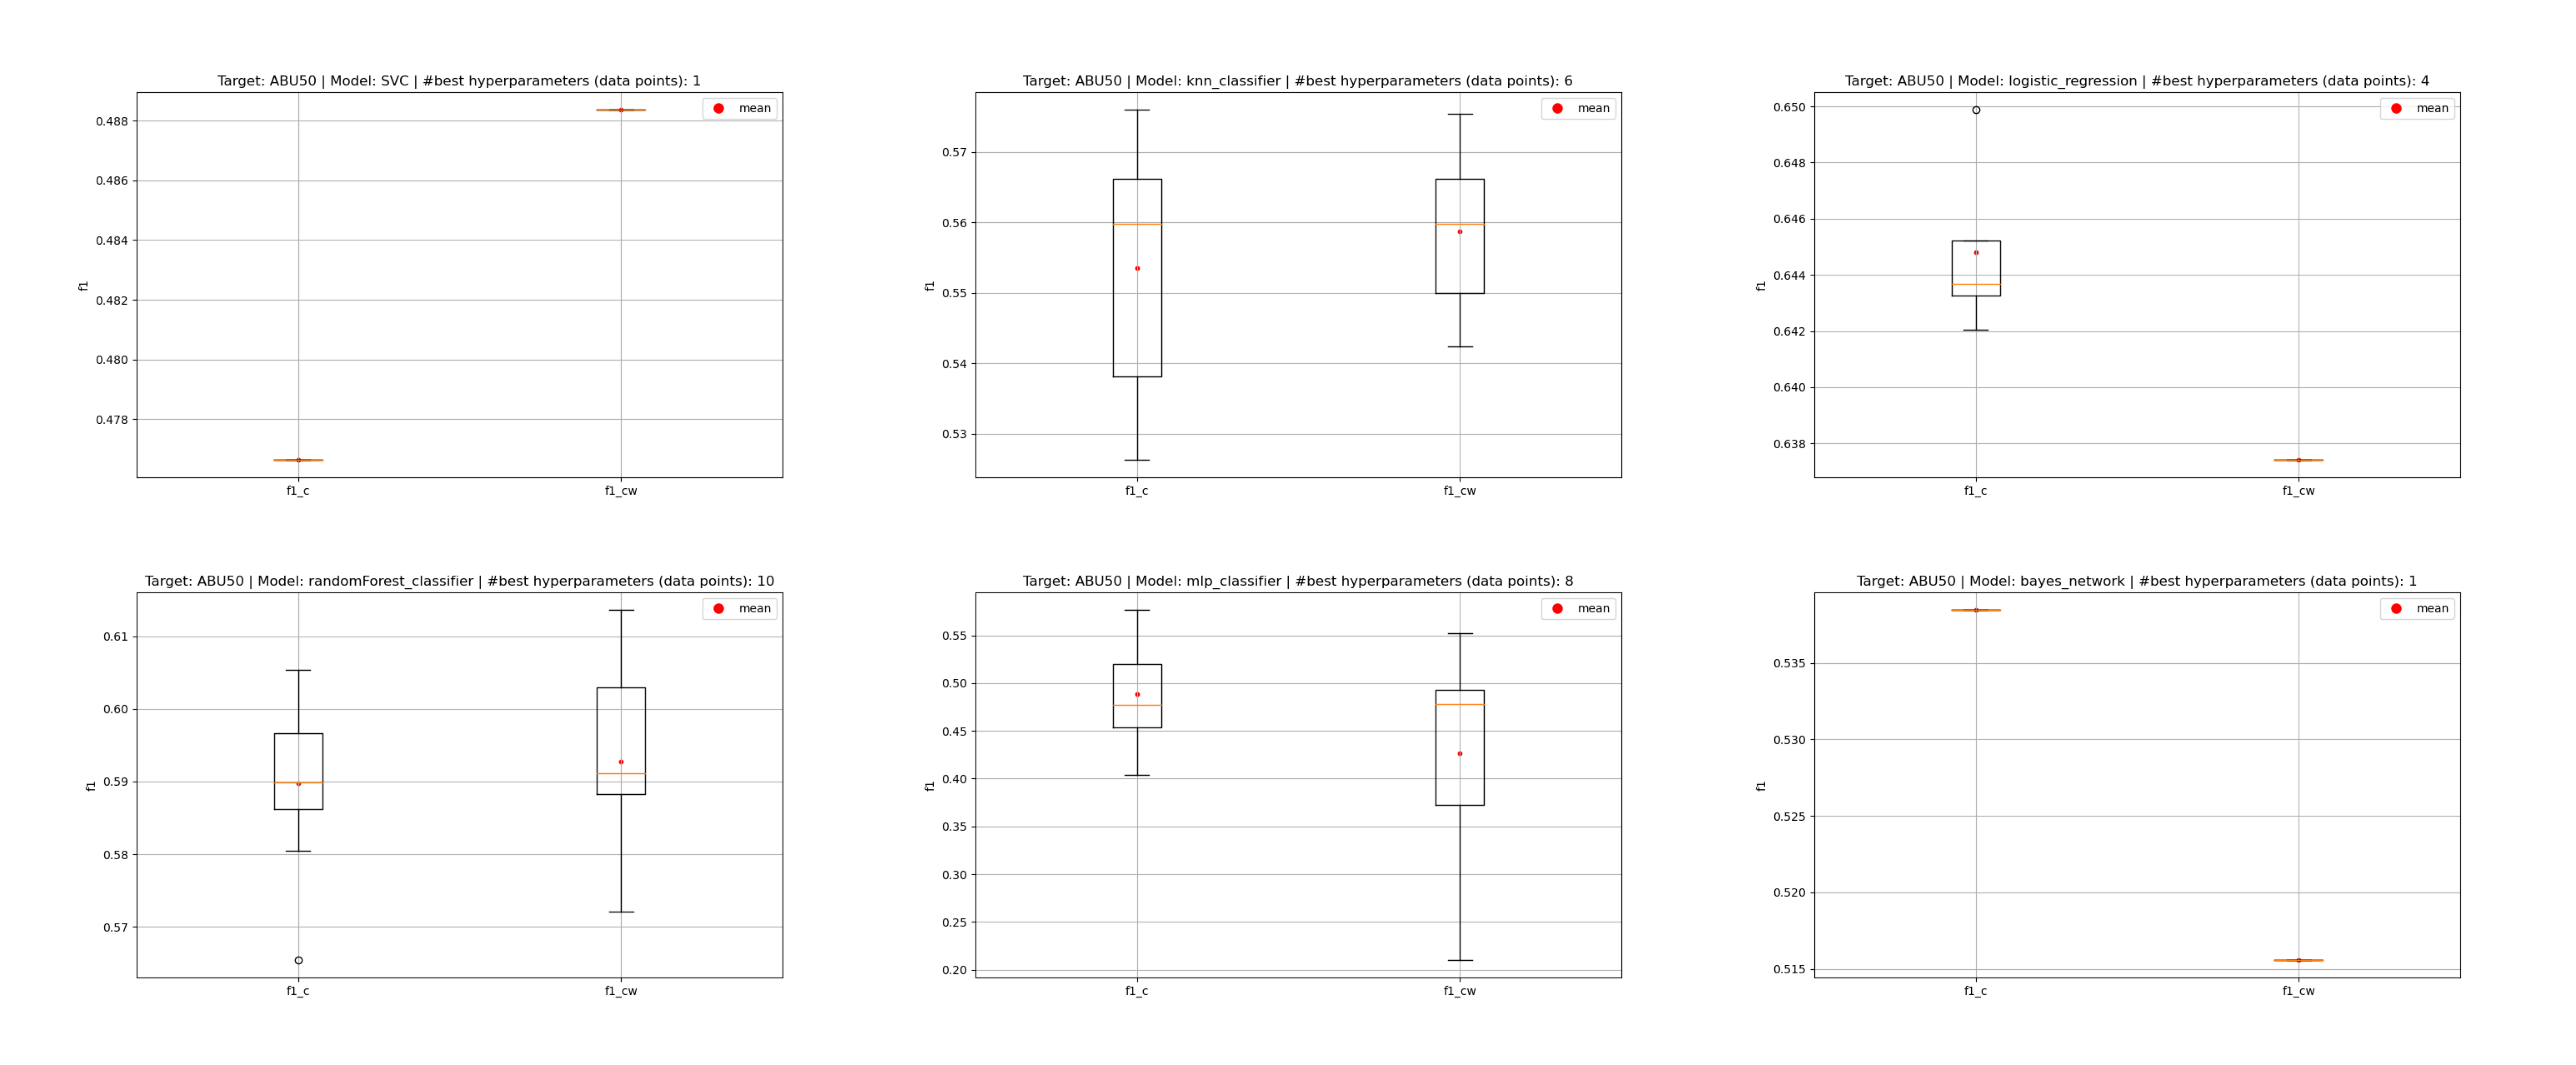 Target: ABU50 | Model: SVC | #best hyperparameters (data points): 1
mean
0.488
0.486
0.484
0.482
0.480
0.478
f1
f1_c
f1_cw
Target: ABU50 | Model: knn_classifier | #best hyperparameters (data points): 6
mean
0.57
0.56
0.55
0.54
0.53
f1
f1_c
f1_cw
Target: ABU50 | Model: logistic_regression | #best hyperparameters (data points): 4
mean
0.650
0.648
0.646
0.644
0.642
0.640
0.638
f1
f1_c
f1_cw
Target: ABU50 | Model: randomForest_classifier | #best hyperparameters (data points): 10
mean
0.61
0.60
0.59
0.58
0.57
f1
f1_c
f1_cw
Target: ABU50 | Model: mlp_classifier | #best hyperparameters (data points): 8
mean
0.55
0.50
0.45
0.40
0.35
0.30
0.25
0.20
f1
f1_c
f1_cw
Target: ABU50 | Model: bayes_network | #best hyperparameters (data points): 1
mean
0.535
0.530
0.525
0.520
0.515
f1
f1_c
f1_cw